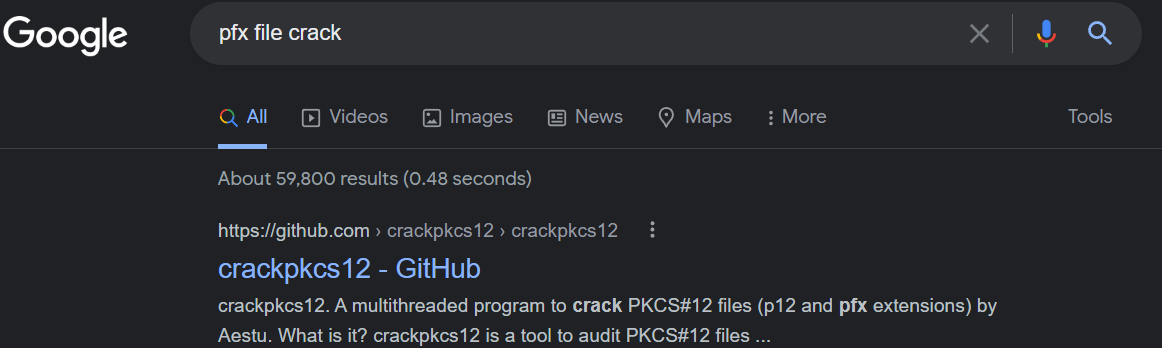 Google
pfx file crack
All Videos Images News Maps More Tools
About 59,800 results (0.48 seconds)
https://github.com › crackpkcs12 › crackpkcs12
crackpkcs12 - GitHub
crackpkcs12. A multithreaded program to crack PKCS#12 files (p12 and pfx extensions) by
Aestu. What is it? crackpkcs12 is a tool to audit PKCS#12 files ...